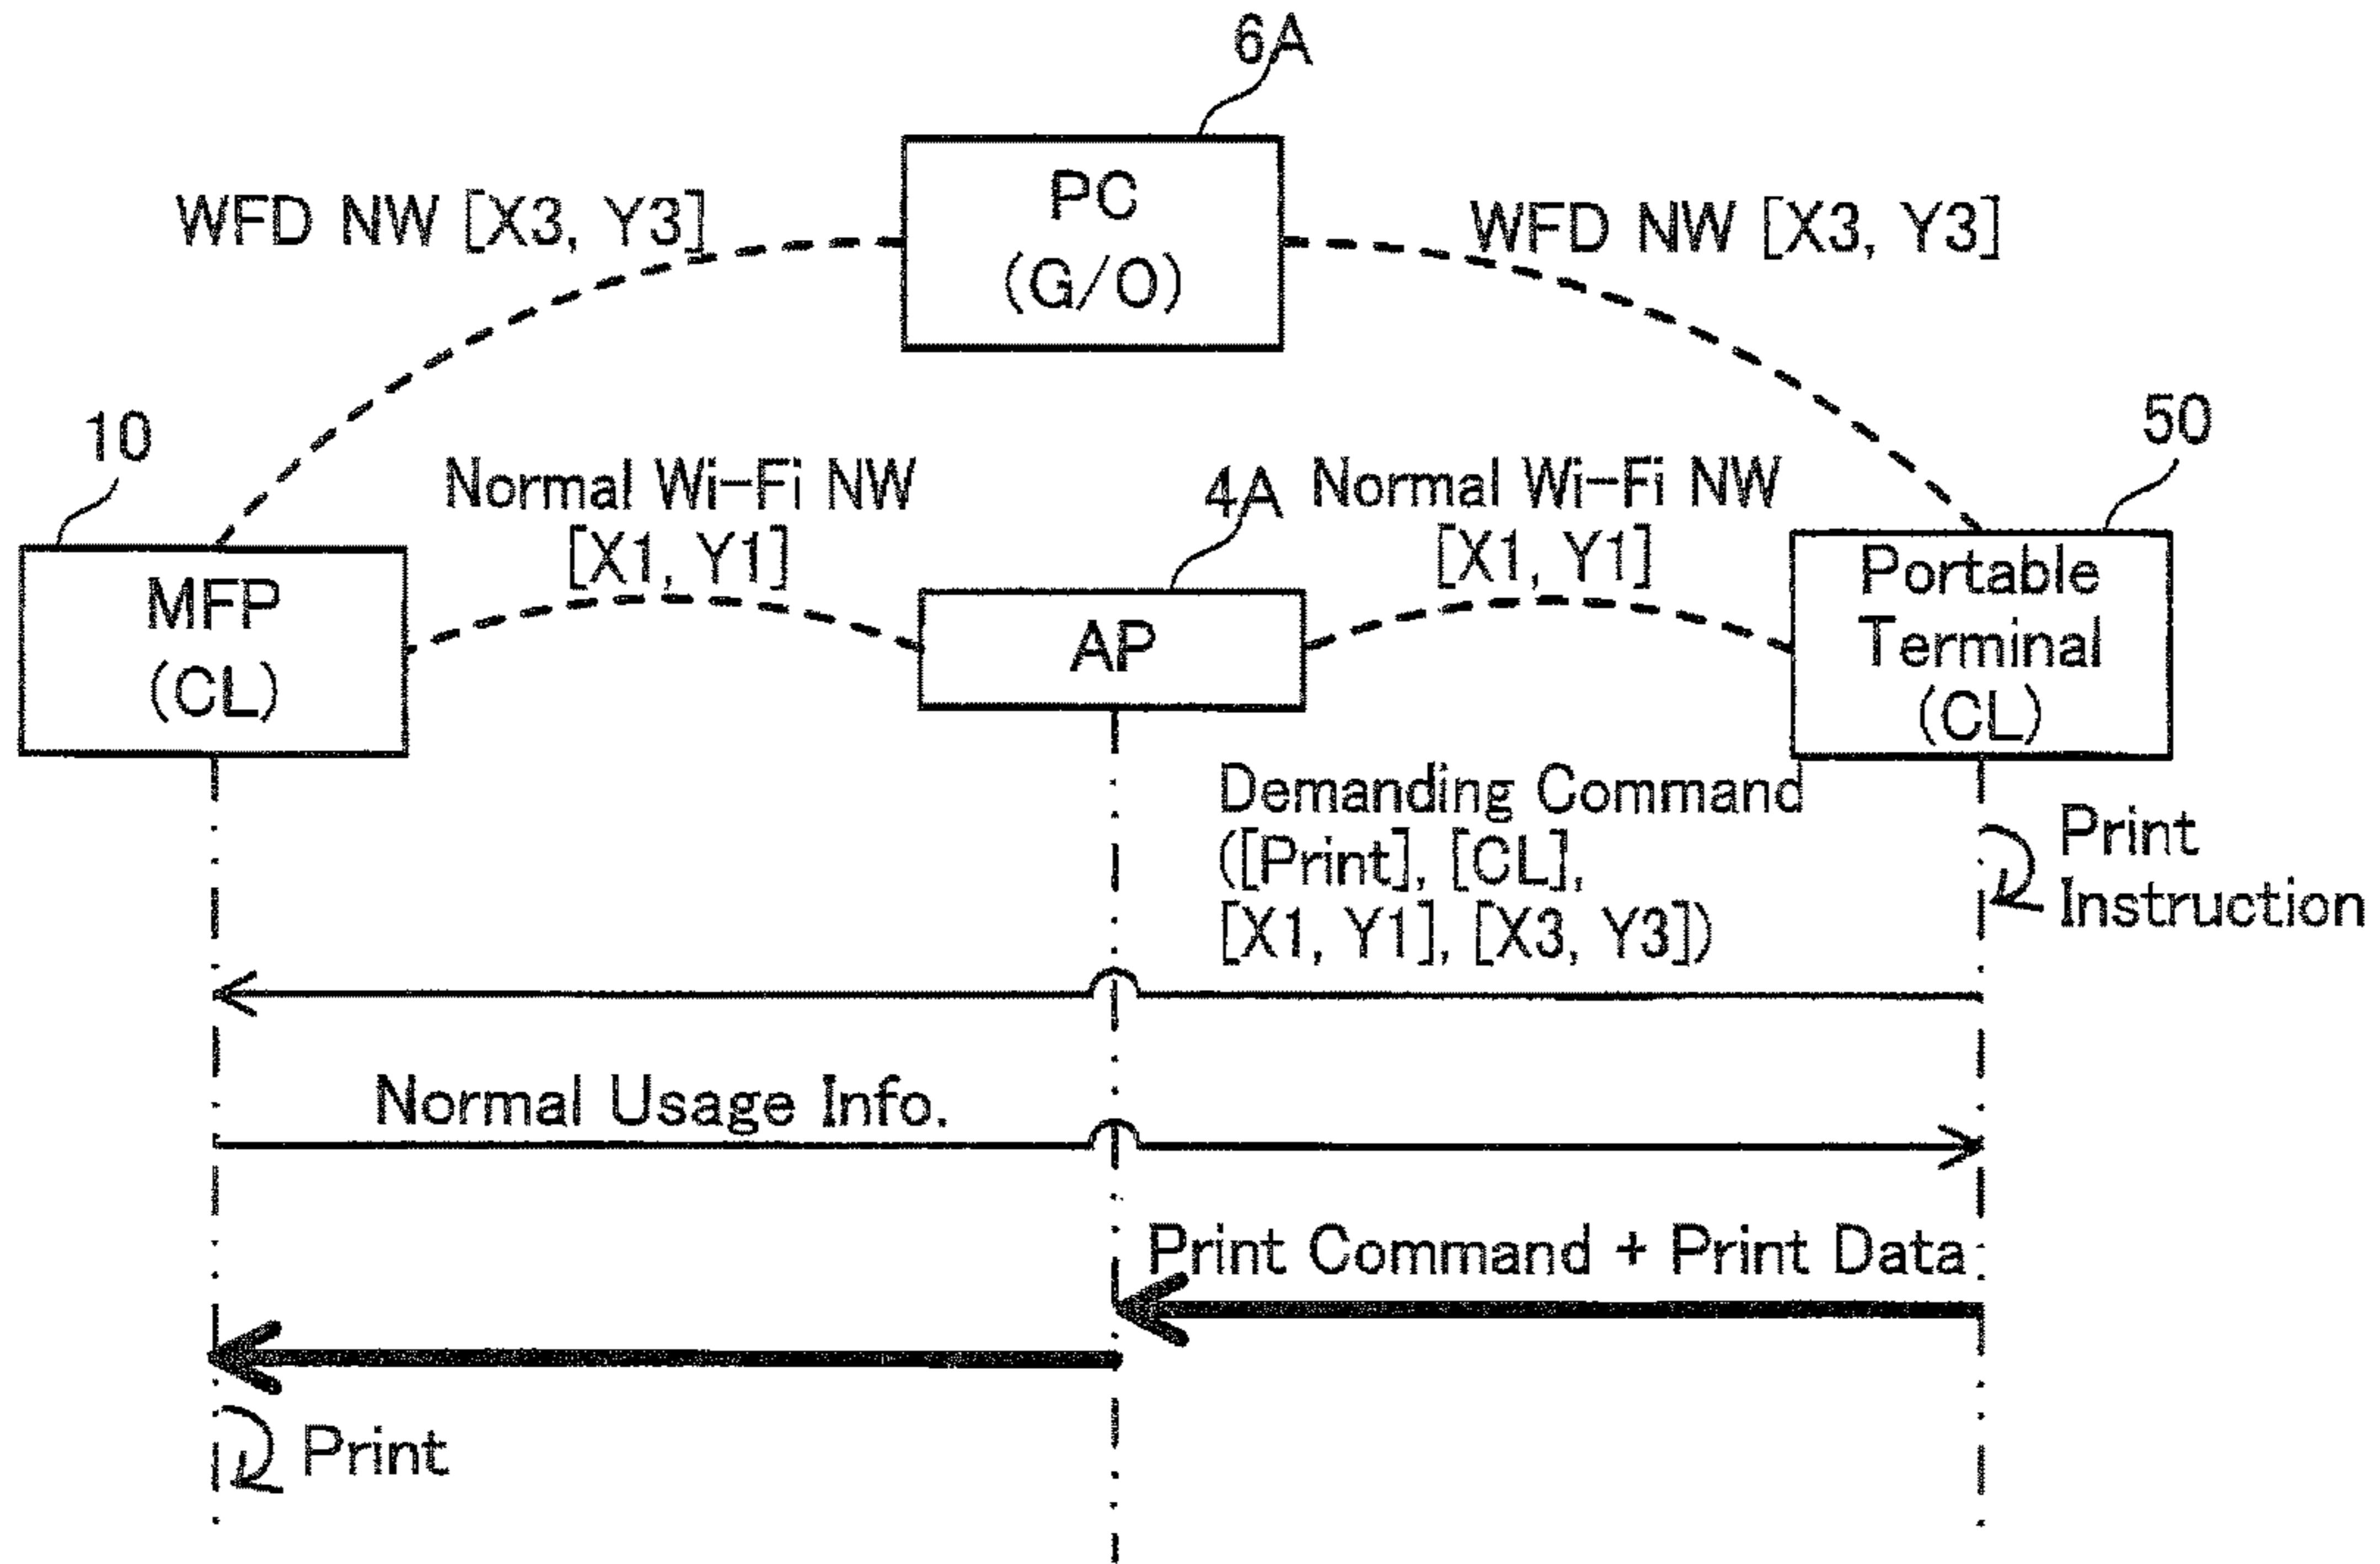 6A
PC
(G/O)
WFD NW [X3, Y3]
WFD NW [X3, Y3]
10
50
Normal Wi-Fi NW
[X1, Y1]
4A
Normal Wi-Fi NW
[X1, Y1]
MFP
(CL)
AP
Portable
Terminal
(CL)
Demanding Command
([Print], [CL],
[X1, Y1], [X3, Y3])
Print
Instruction
Normal Usage Info.
Print Command + Print Data
Print